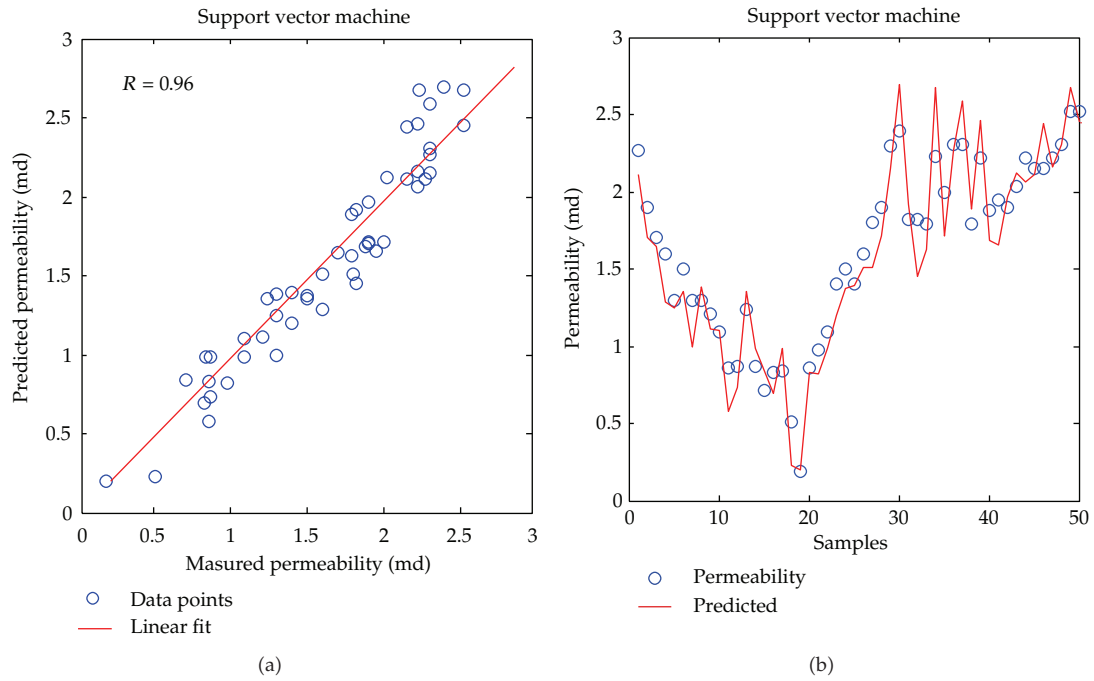 Support vector machine
3
2.5
2
1.5
1
0.5
0
R = 0.96
Predicted permeability (md)
0 0.5 1 1.5 2 2.5 3
Masured permeability (md)
Data points
Linear fit
(a)
Support vector machine
3
2.5
2
1.5
1
0.5
0
Permeability (md)
0 10 20 30 40 50
Samples
Permeability
Predicted
(b)